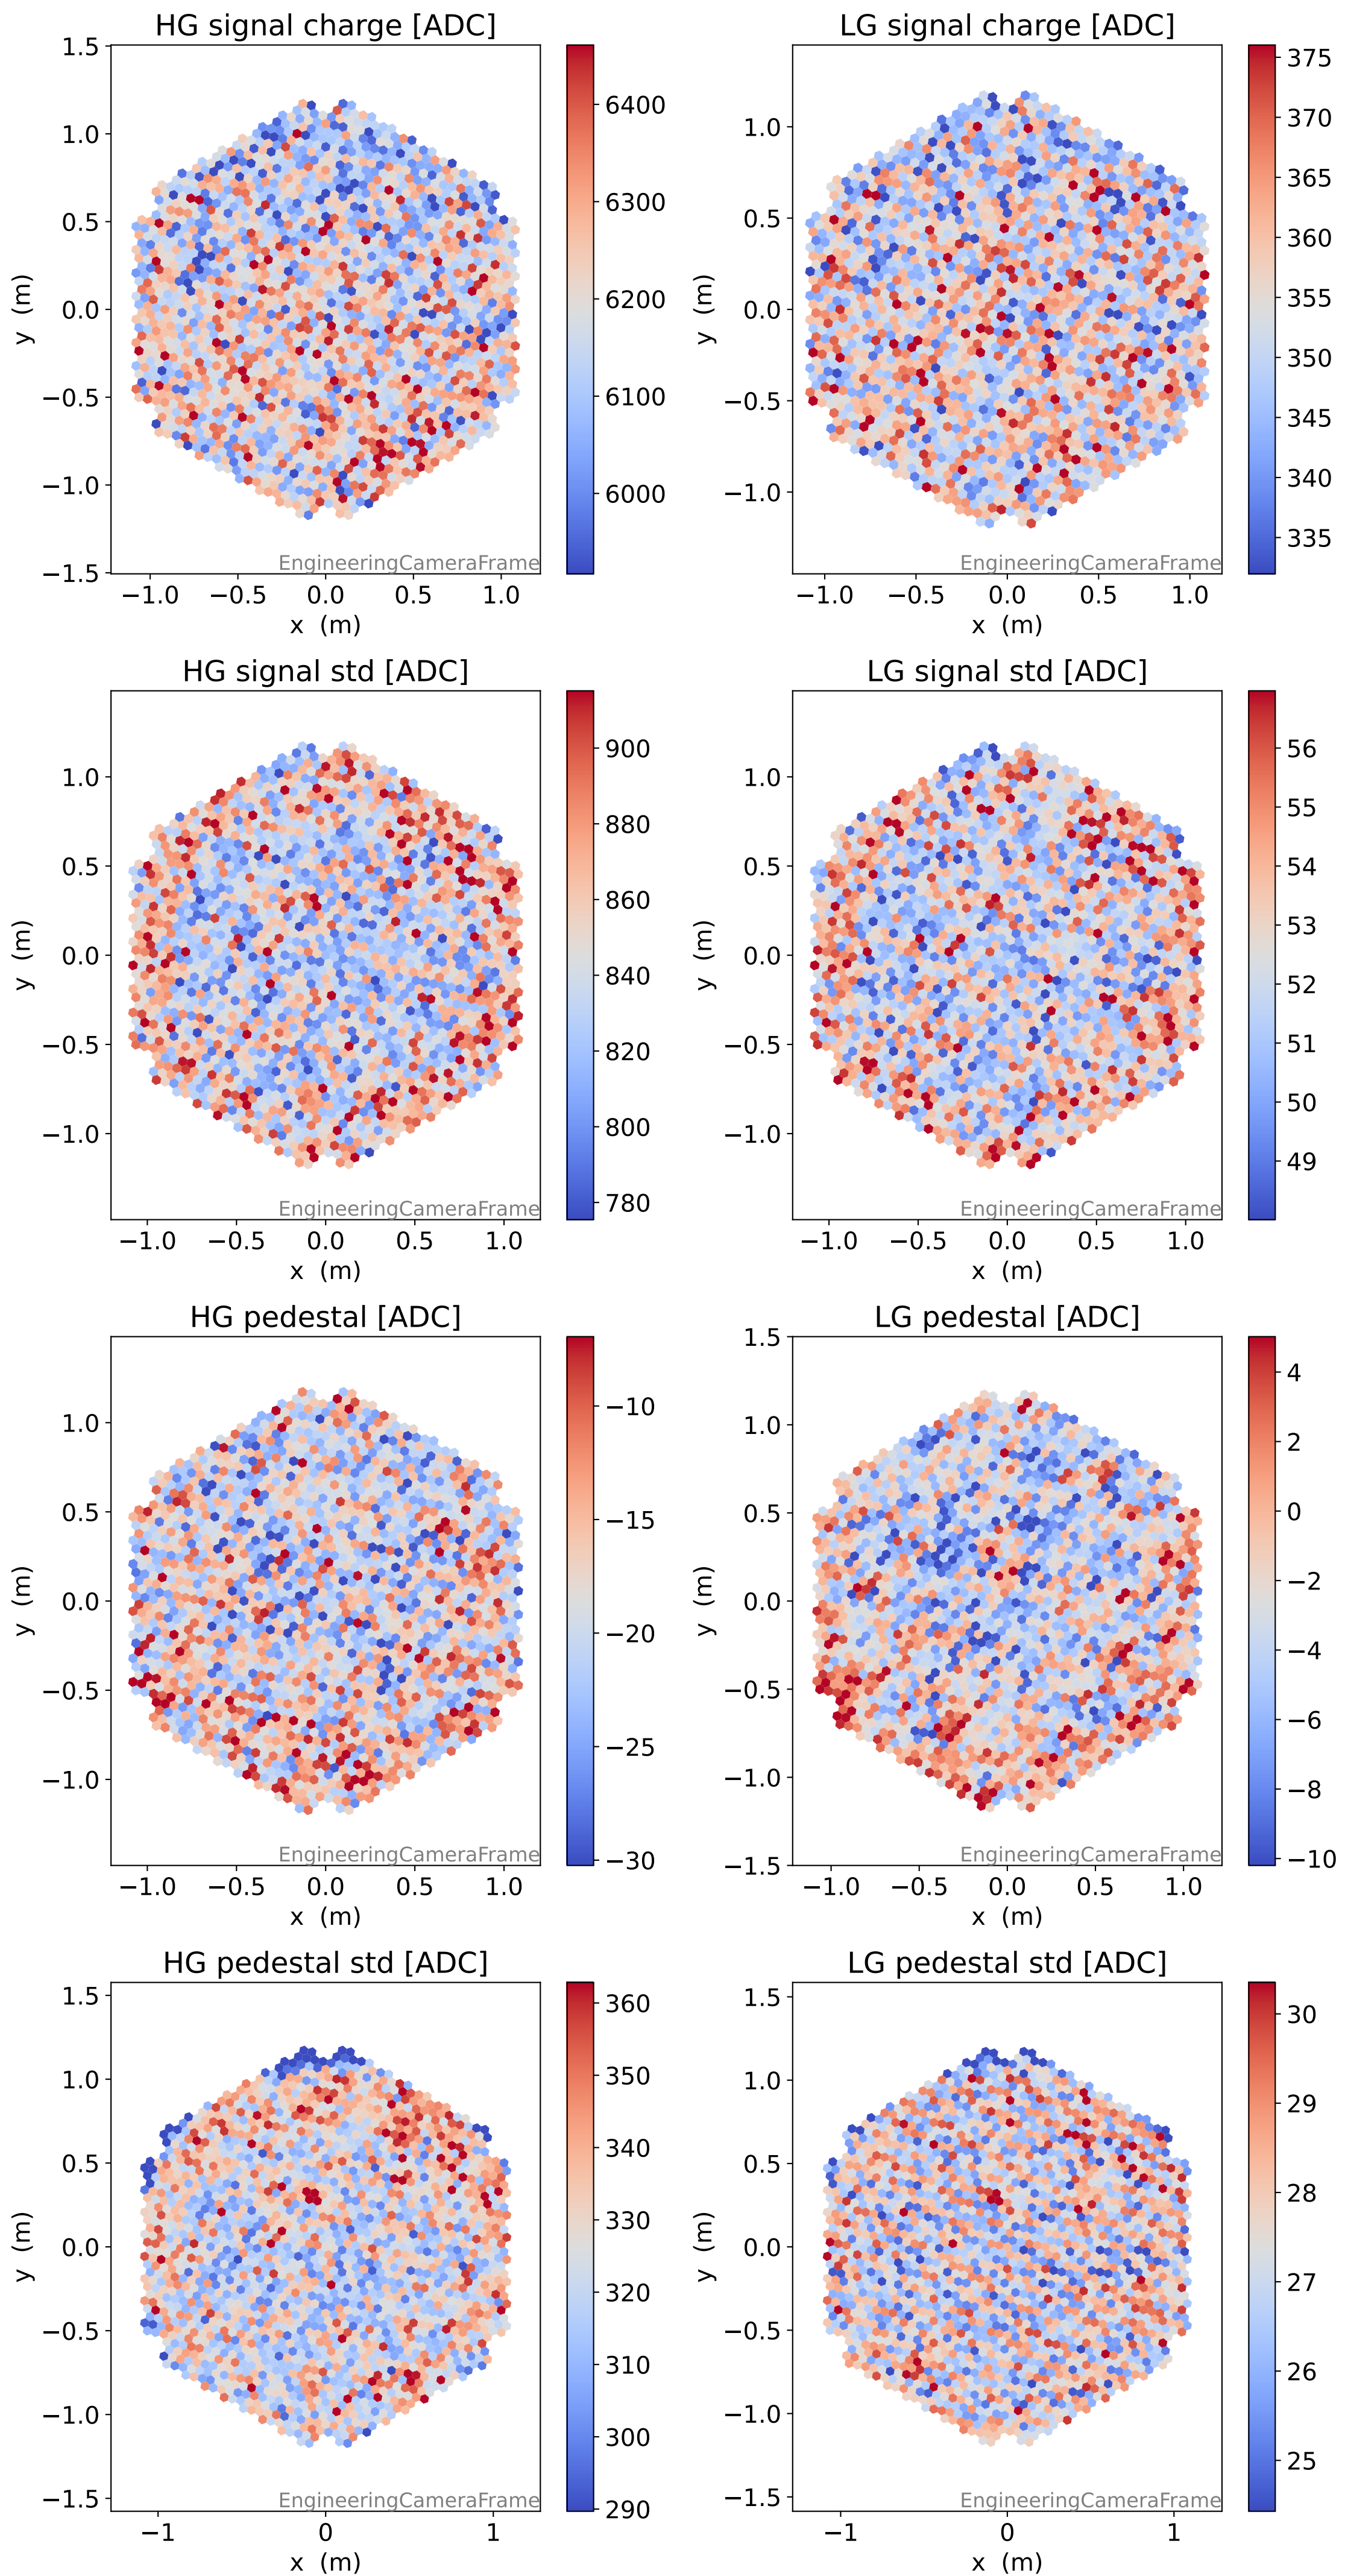 HG signal charge [ADC]
1.5
1.0
0.5
0.0
−0.5
−1.0
−1.5
y (m)
−1.0 −0.5 0.0 0.5 1.0
x (m)
EngineeringCameraFrame
6400
6300
6200
6100
6000
LG signal charge [ADC]
1.0
0.5
0.0
−0.5
−1.0
y (m)
−1.0 −0.5 0.0 0.5 1.0
x (m)
EngineeringCameraFrame
375
370
365
360
355
350
345
340
335
HG signal std [ADC]
1.0
0.5
0.0
−0.5
−1.0
y (m)
−1.0 −0.5 0.0 0.5 1.0
x (m)
EngineeringCameraFrame
900
880
860
840
820
800
780
LG signal std [ADC]
1.0
0.5
0.0
−0.5
−1.0
y (m)
−1.0 −0.5 0.0 0.5 1.0
x (m)
EngineeringCameraFrame
56
55
54
53
52
51
50
49
HG pedestal [ADC]
1.0
0.5
0.0
−0.5
−1.0
y (m)
−1.0 −0.5 0.0 0.5 1.0
x (m)
EngineeringCameraFrame
−10
−15
−20
−25
−30
LG pedestal [ADC]
1.5
1.0
0.5
0.0
−0.5
−1.0
−1.5
y (m)
−1.0 −0.5 0.0 0.5 1.0
x (m)
EngineeringCameraFrame
4
2
0
−2
−4
−6
−8
−10
HG pedestal std [ADC]
1.5
1.0
0.5
0.0
−0.5
−1.0
−1.5
y (m)
−1 0 1
x (m)
EngineeringCameraFrame
360
350
340
330
320
310
300
290
LG pedestal std [ADC]
1.5
1.0
0.5
0.0
−0.5
−1.0
−1.5
y (m)
−1 0 1
x (m)
EngineeringCameraFrame
30
29
28
27
26
25